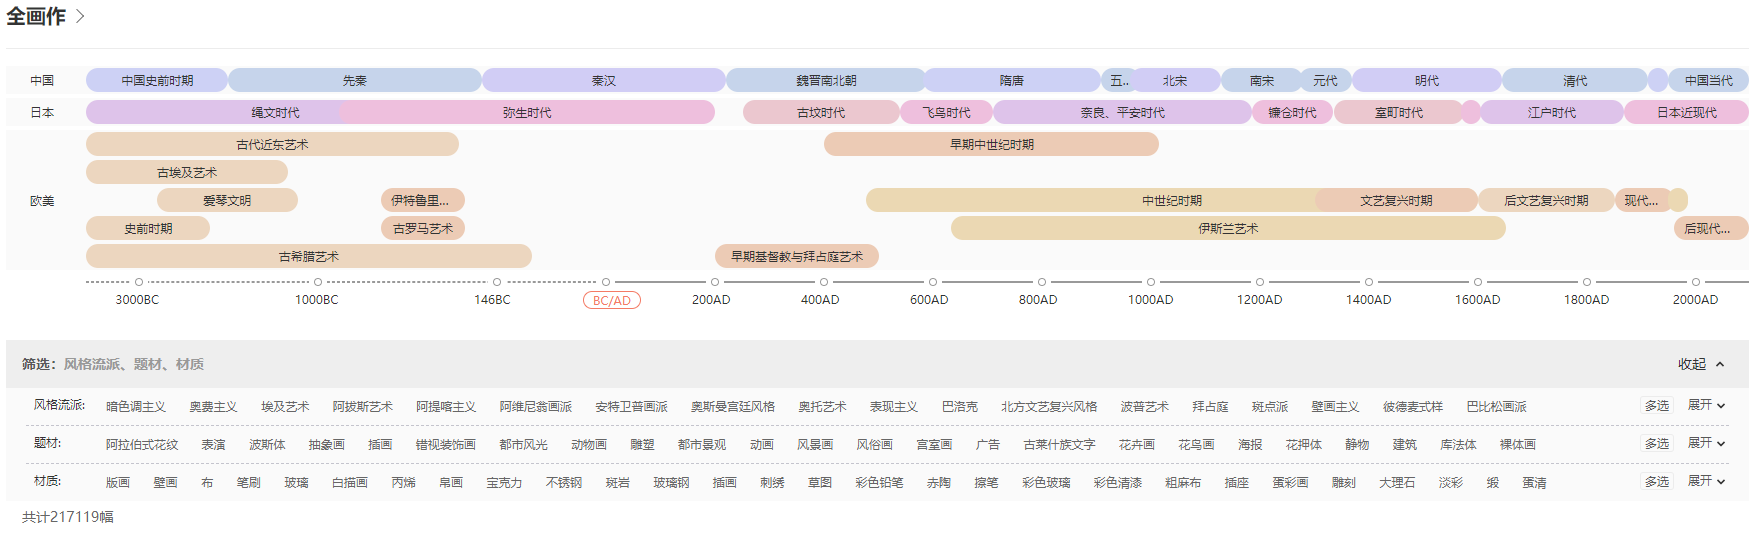 全画作
中国 中国史前时期 先秦 秦汉 魏晋南北朝 隋唐 五.. 北宋 南宋 元代 明代 清代 中国当代
日本 绳文时代 弥生时代 古坟时代 飞鸟时代 奈良、平安时代 镰仓时代 室町时代 江户时代 日本近现代
古代近东艺术 早期中世纪时期
古埃及艺术
欧美 爱琴文明 伊特鲁里... 中世纪时期 文艺复兴时期 后文艺复兴时期 现代...
史前时期 古罗马艺术 伊斯兰艺术 后现代...
古希腊艺术 早期基督教与拜占庭艺术
3000BC 1000BC 146BC BC/AD 200AD 400AD 600AD 800AD 1000AD 1200AD 1400AD 1600AD 1800AD 2000AD
筛选：风格流派、题材、材质 收起
风格流派: 暗色调主义 奥费主义 埃及艺术 阿拔斯艺术 阿提喀主义 阿维尼翁画派 安特卫普画派 奥斯曼宫廷风格 奥托艺术 表现主义 巴洛克 北方文艺复兴风格 波普艺术 拜占庭 斑点派 壁画主义 彼德麦式样 巴比松画派 多选 展开
题材: 阿拉伯式花纹 表演 波斯体 抽象画 插画 错视装饰画 都市风光 动物画 雕塑 都市景观 动画 风景画 风俗画 宫室画 广告 古莱什族文字 花卉画 花鸟画 海报 花押体 静物 建筑 库法体 裸体画 多选 展开
材质: 版画 壁画 布 笔刷 玻璃 白描画 丙烯 帛画 宝克力 不锈钢 斑岩 玻璃钢 插画 刺绣 草图 彩色铅笔 赤陶 擦笔 彩色玻璃 彩色清漆 粗麻布 插座 蛋彩画 雕刻 大理石 淡彩 缎 蛋清 多选 展开
共计217119幅